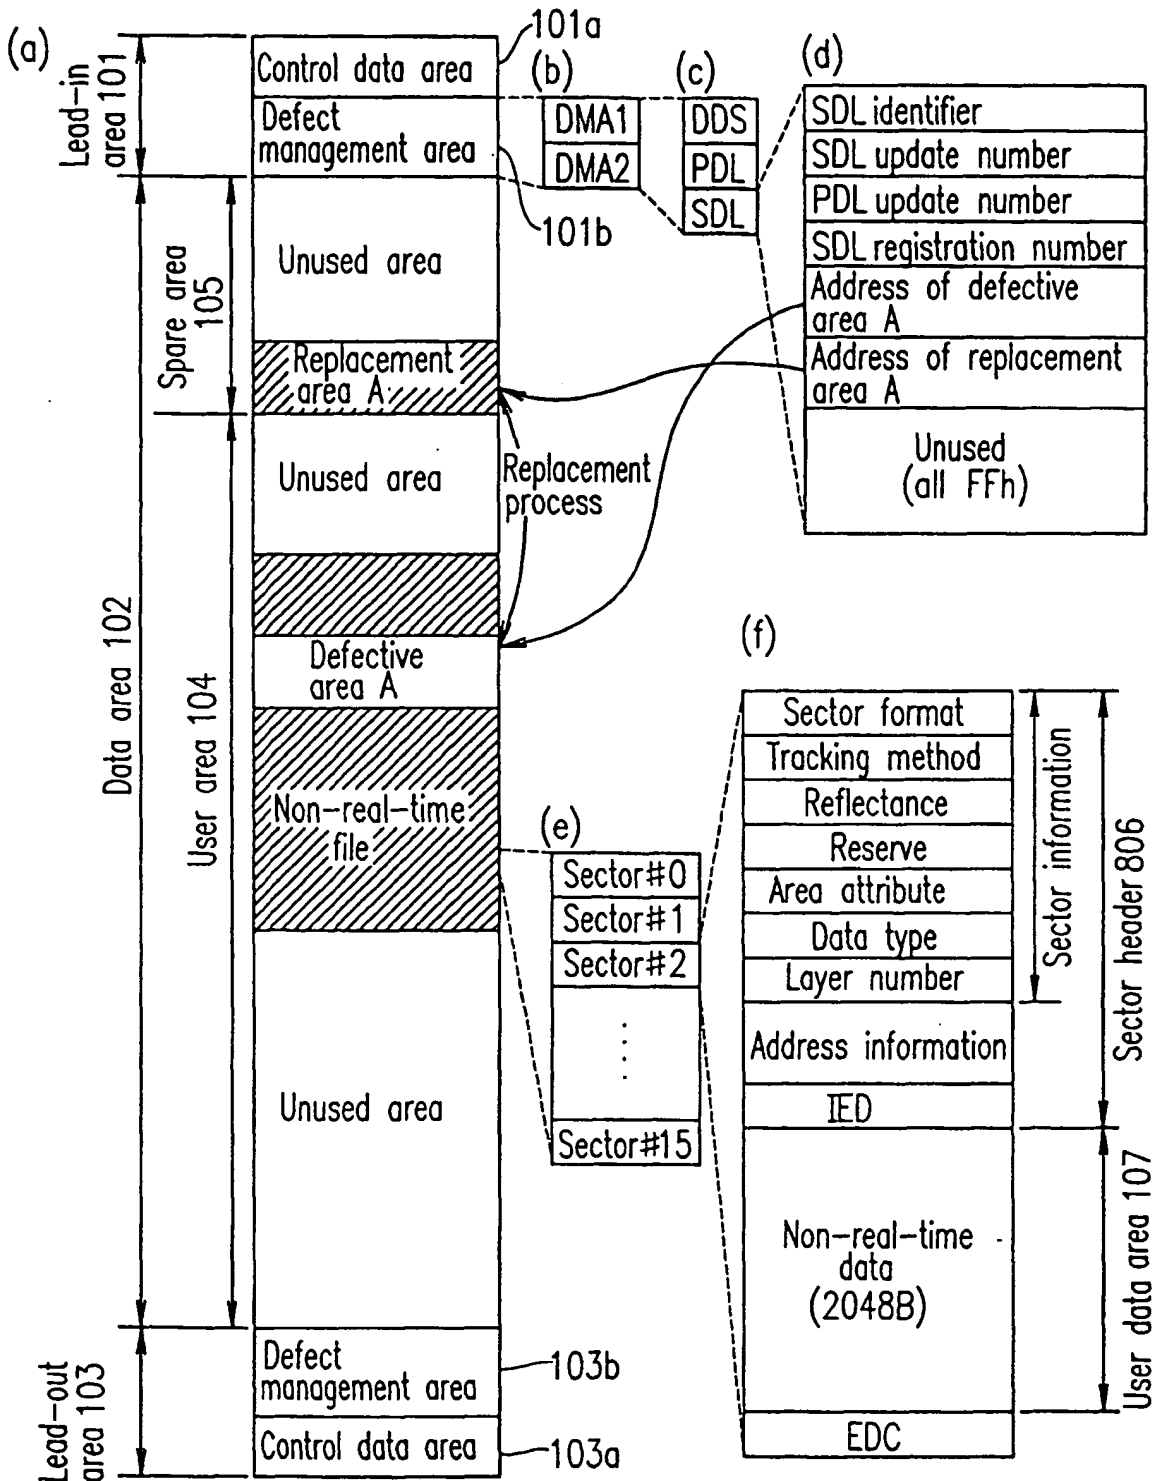 (a)
Lead-in
area 101
101a
Control data area
Defect
management area
101b
(b)
DMA1
DMA2
(c)
DDS
PDL
SDL
(d)
SDL identifier
SDL update number
PDL update number
SDL registration number
Address of defective
area A
Address of replacement
area A
Unused
(all FFh)
Data area 102
Spare area
105
Unused area
Replacement
area A
User area 104
Unused area
Replacement
process
Defective
area A
Non-real-time
file
Unused area
(e)
Sector#0
Sector#1
Sector#2
Sector#15
(f)
Sector format
Tracking method
Reflectance
Reserve
Area attribute
Data type
Layer number
Address information
IED
Non-real-time
data
(2048B)
EDC
Sector information
Sector header 806
User data area 107
Lead-out
area 103
Defect
management area
103b
Control data area
103a